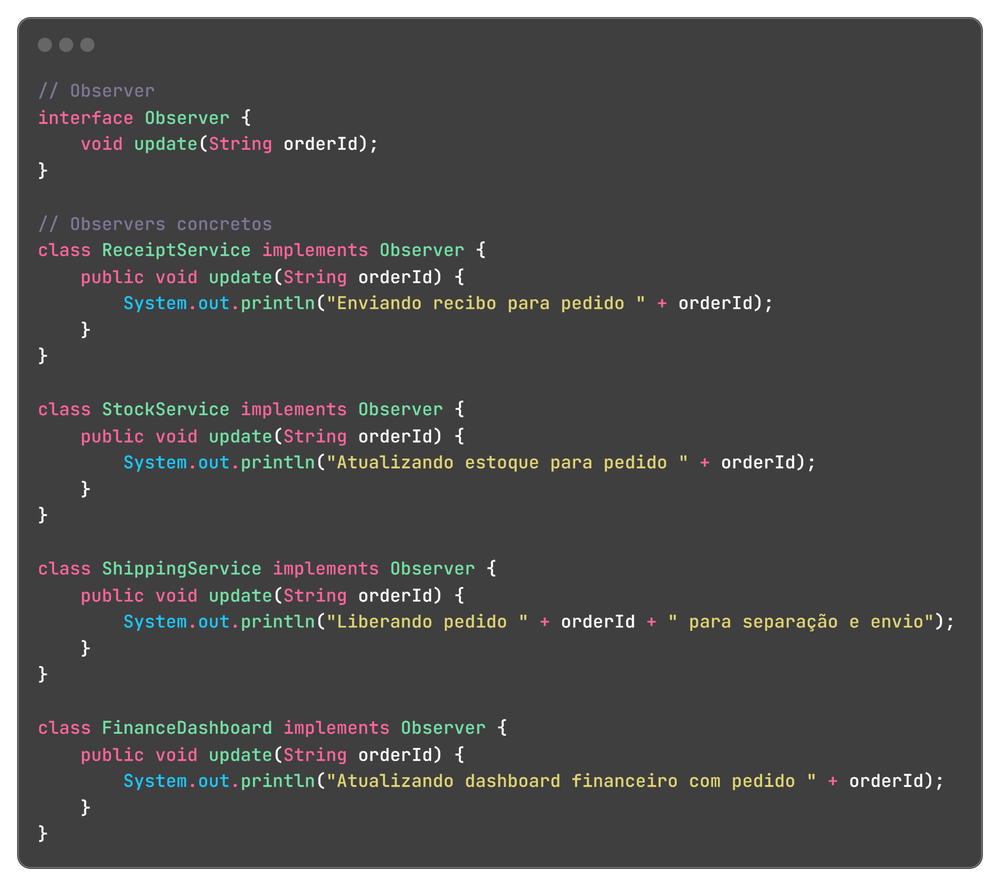 // Observer
interface Observer {
    void update(String orderId);
}

// Observers concretos
class ReceiptService implements Observer {
    public void update(String orderId) {
        System.out.println("Enviando recibo para pedido " + orderId);
    }
}

class StockService implements Observer {
    public void update(String orderId) {
        System.out.println("Atualizando estoque para pedido " + orderId);
    }
}

class ShippingService implements Observer {
    public void update(String orderId) {
        System.out.println("Liberando pedido " + orderId + " para separação e envio");
    }
}

class FinanceDashboard implements Observer {
    public void update(String orderId) {
        System.out.println("Atualizando dashboard financeiro com pedido " + orderId);
    }
}